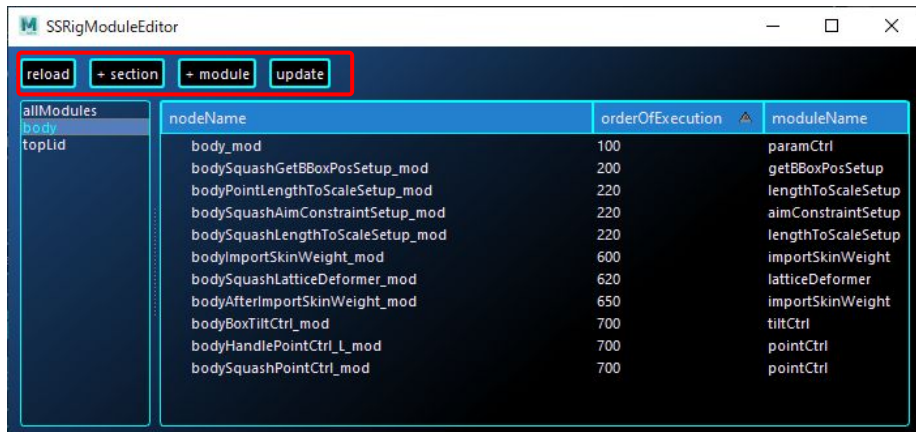 SSRigModuleEditor
reload + section + module update
allModules
body
topLid
nodeName orderOfExecution moduleName
body_mod 100 paramCtrl
bodySquashGetBBoxPosSetup_mod 200 getBBoxPosSetup
bodyPointLengthToScaleSetup_mod 220 lengthToScaleSetup
bodySquashAimConstraintSetup_mod 220 aimConstraintSetup
bodySquashLengthToScaleSetup_mod 220 lengthToScaleSetup
bodyImportSkinWeight_mod 600 importSkinWeight
bodySquashLatticeDeformer_mod 620 latticeDeformer
bodyAfterImportSkinWeight_mod 650 importSkinWeight
bodyBoxTiltCtrl_mod 700 tiltCtrl
bodyHandlePointCtrl_L_mod 700 pointCtrl
bodySquashPointCtrl_mod 700 pointCtrl